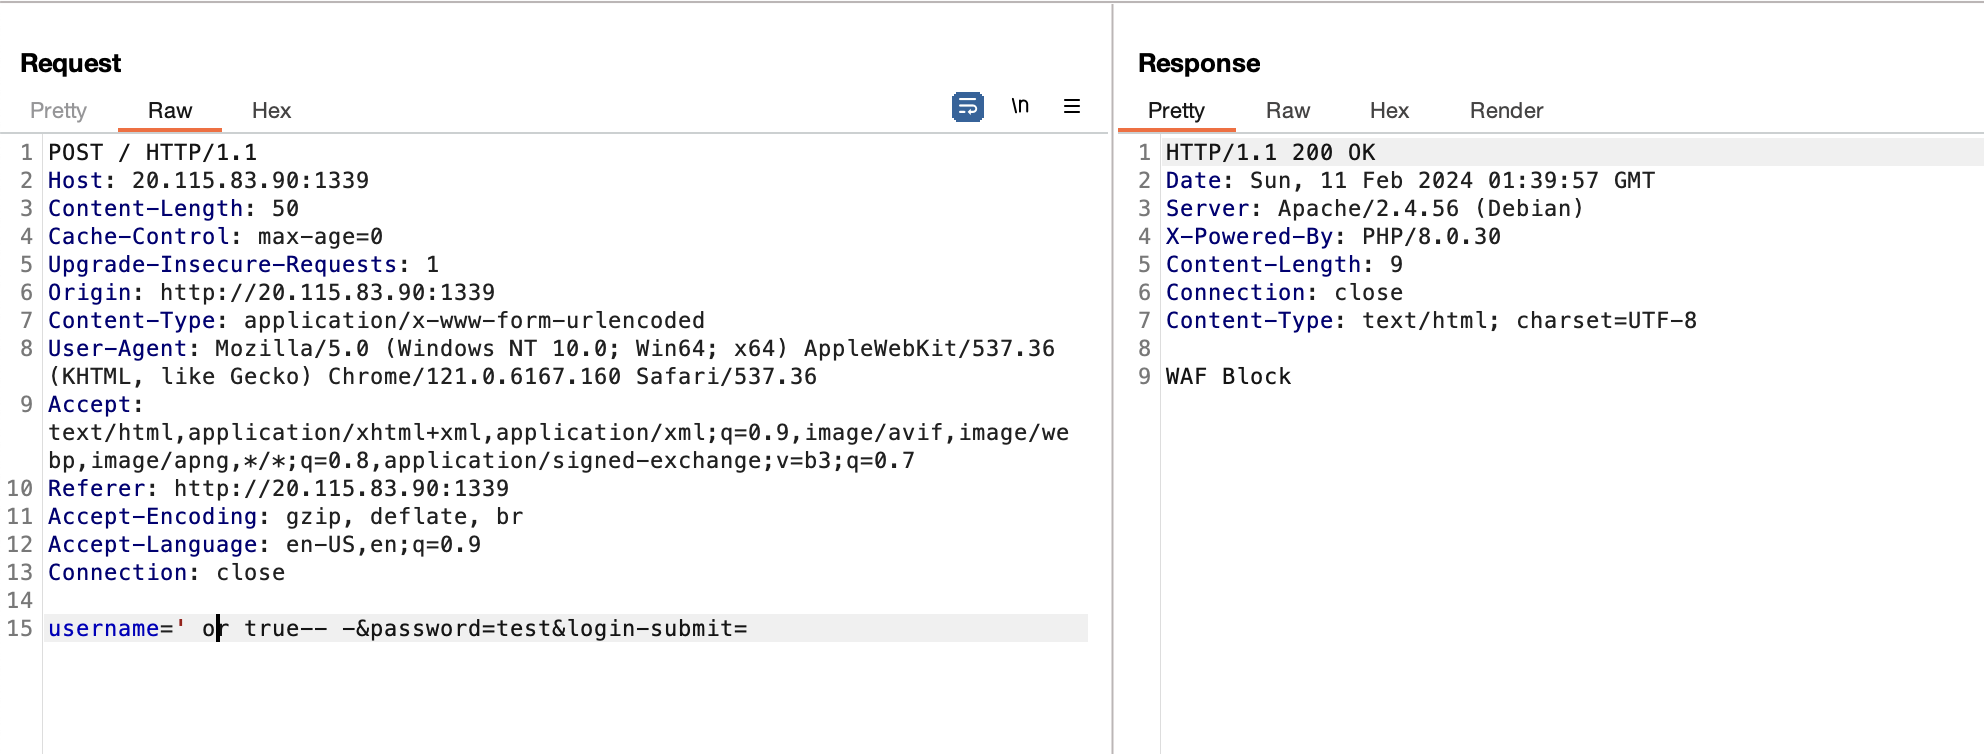 Request
Pretty Raw Hex
\n
1 POST / HTTP/1.1
2 Host: 20.115.83.90:1339
3 Content-Length: 50
4 Cache-Control: max-age=0
5 Upgrade-Insecure-Requests: 1
6 Origin: http://20.115.83.90:1339
7 Content-Type: application/x-www-form-urlencoded
8 User-Agent: Mozilla/5.0 (Windows NT 10.0; Win64; x64) AppleWebKit/537.36
(KHTML, like Gecko) Chrome/121.0.6167.160 Safari/537.36
9 Accept:
text/html,application/xhtml+xml,application/xml;q=0.9,image/avif,image/we
bp,image/apng,*/*;q=0.8,application/signed-exchange;v=b3;q=0.7
10 Referer: http://20.115.83.90:1339
11 Accept-Encoding: gzip, deflate, br
12 Accept-Language: en-US,en;q=0.9
13 Connection: close
14
15 username=' or true-- -&password=test&login-submit=
Response
Pretty Raw Hex Render
1 HTTP/1.1 200 OK
2 Date: Sun, 11 Feb 2024 01:39:57 GMT
3 Server: Apache/2.4.56 (Debian)
4 X-Powered-By: PHP/8.0.30
5 Content-Length: 9
6 Connection: close
7 Content-Type: text/html; charset=UTF-8
8
9 WAF Block